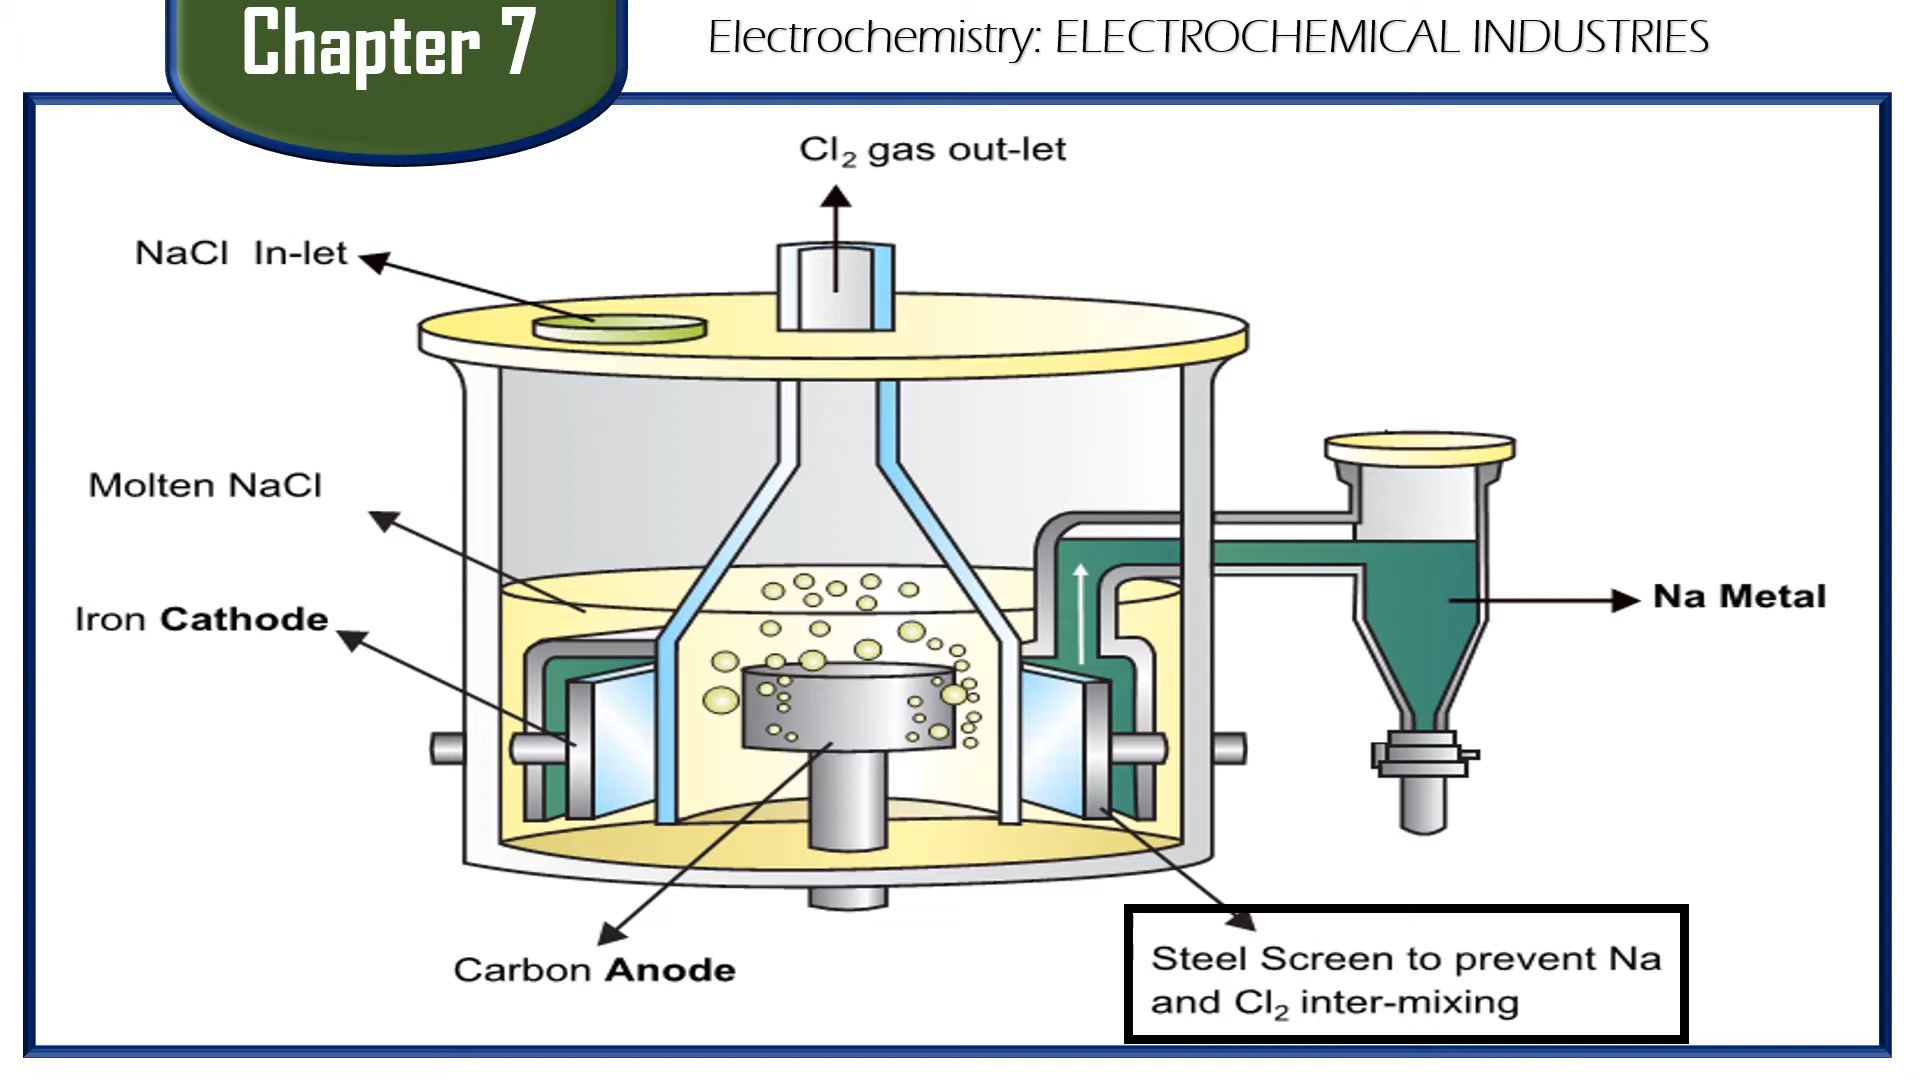 Chapter 7
Electrochemistry: ELECTROCHEMICAL INDUSTRIES
Cl₂ gas out-let
NaCl In-let
Molten NaCl
Iron Cathode
Na Metal
Carbon Anode
Steel Screen to prevent Na
and Cl₂ inter-mixing